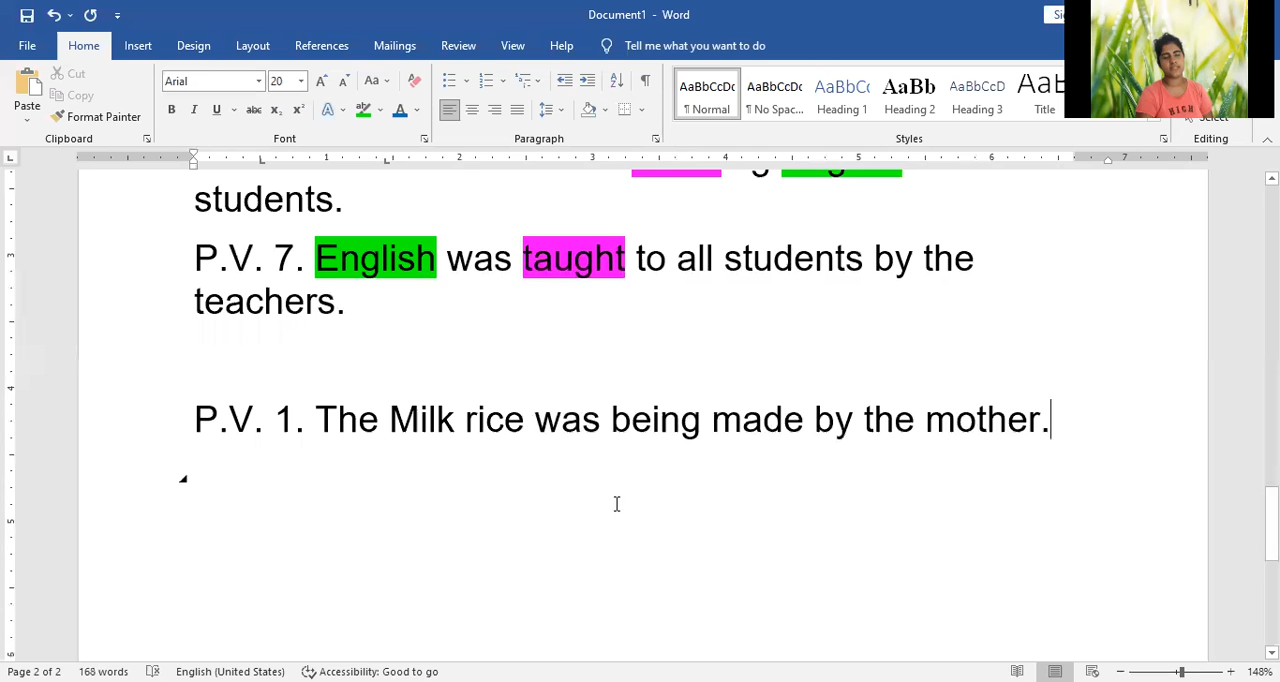 Document1 - Word
File Home Insert Design Layout References Mailings Review View Help Tell me what you want to do
Paste
Cut
Copy
Format Painter
Clipboard
Arial 20
Font
Paragraph
AaBbCcDc AaBbCcDc AaBbCc AaBb AaBbCcD AaBbC
¶ Normal ¶ No Spac... Heading 1 Heading 2 Heading 3 Title
Styles
Select
Editing
HIGH
students.
P.V. 7. English was taught to all students by the
teachers.
P.V. 1. The Milk rice was being made by the mother.
Page 2 of 2 168 words English (United States) Accessibility: Good to go 148%